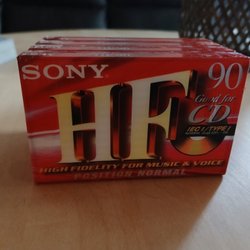 SONY
HF 90
Good for
CD
IEC I / TYPE I
HIGH FIDELITY FOR MUSIC & VOICE
POSITION NORMAL